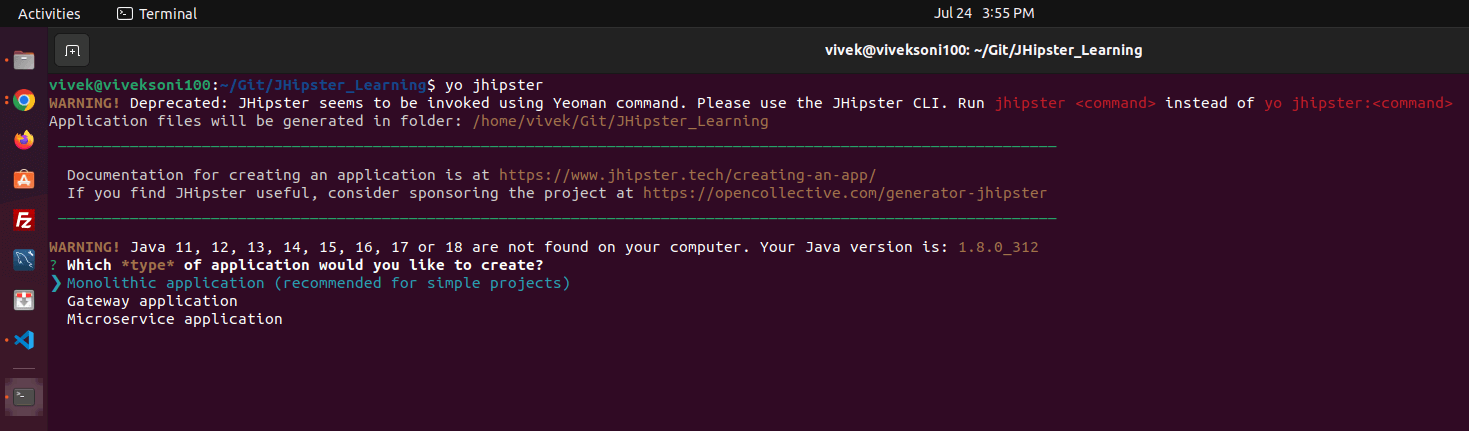 Activities
Terminal
Jul 24 3:55 PM
vivek@viveksoni100: ~/Git/JHipster_Learning
vivek@viveksoni100:~/Git/JHipster_Learning$ yo jhipster
WARNING! Deprecated: JHipster seems to be invoked using Yeoman command. Please use the JHipster CLI. Run jhipster <command> instead of yo jhipster:<command>
Application files will be generated in folder: /home/vivek/Git/JHipster_Learning
Documentation for creating an application is at https://www.jhipster.tech/creating-an-app/
If you find JHipster useful, consider sponsoring the project at https://opencollective.com/generator-jhipster
WARNING! Java 11, 12, 13, 14, 15, 16, 17 or 18 are not found on your computer. Your Java version is: 1.8.0_312
? Which *type* of application would you like to create?
❯ Monolithic application (recommended for simple projects)
Gateway application
Microservice application